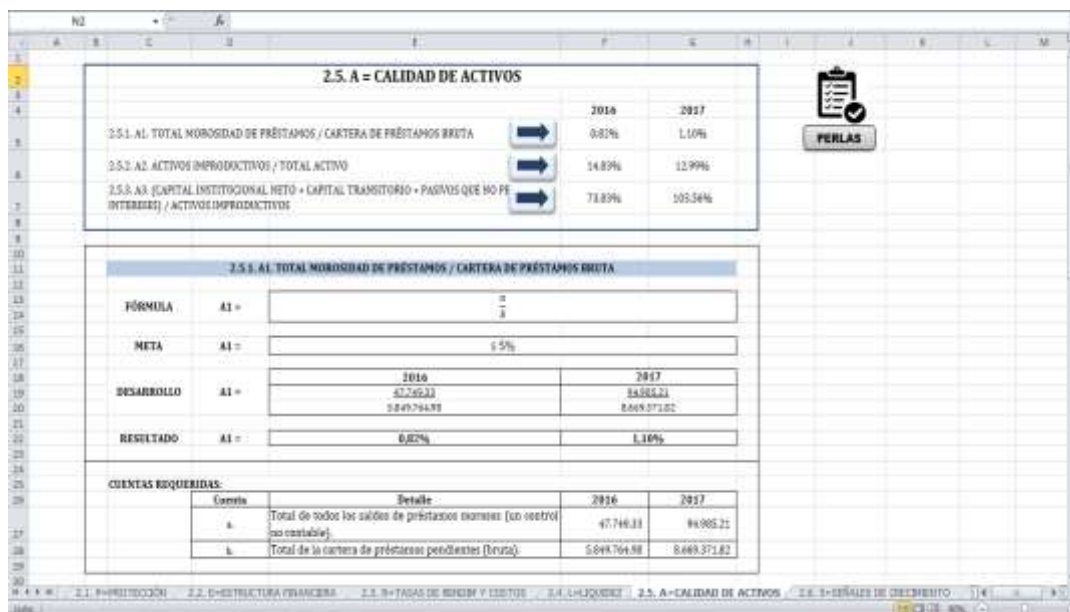 N2
fx
A B C D E F G H I J K L M
2.5. A = CALIDAD DE ACTIVOS
2016 2017
2.5.1. A1. TOTAL MOROSIDAD DE PRÉSTAMOS / CARTERA DE PRÉSTAMOS BRUTA 0,82% 1,10%
PERLAS
2.5.2. A2. ACTIVOS IMPRODUCTIVOS / TOTAL ACTIVO 14,83% 12,99%
2.5.3. A3. (CAPITAL INSTITUCIONAL NETO + CAPITAL TRANSITORIO + PASIVOS QUE NO PE
INTERESES) / ACTIVOS IMPRODUCTIVOS 73,83% 103,56%
2.5.1. A1. TOTAL MOROSIDAD DE PRÉSTAMOS / CARTERA DE PRÉSTAMOS BRUTA
FÓRMULA A1 =
META A1 = ≤ 5%
2016 2017
DESARROLLO A1 = 47.749,33 94.985,21
5.849.764,98 8.669.371,82
RESULTADO A1 = 0,82% 1,10%
CUENTAS REQUERIDAS:
Cuenta Detalle 2016 2017
a. Total de todos los saldos de préstamos morosos (un control
no contable). 47.749,33 94.985,21
b. Total de la cartera de préstamos pendientes (bruta). 5.849.764,98 8.669.371,82
2.1. P=PROTECCIÓN 2.2. E=ESTRUCTURA FINANCIERA 2.3. R=TASAS DE RENDIM Y COSTOS 2.4. L=LIQUIDEZ 2.5. A=CALIDAD DE ACTIVOS 2.6. S=SEÑALES DE CRECIMIENTO